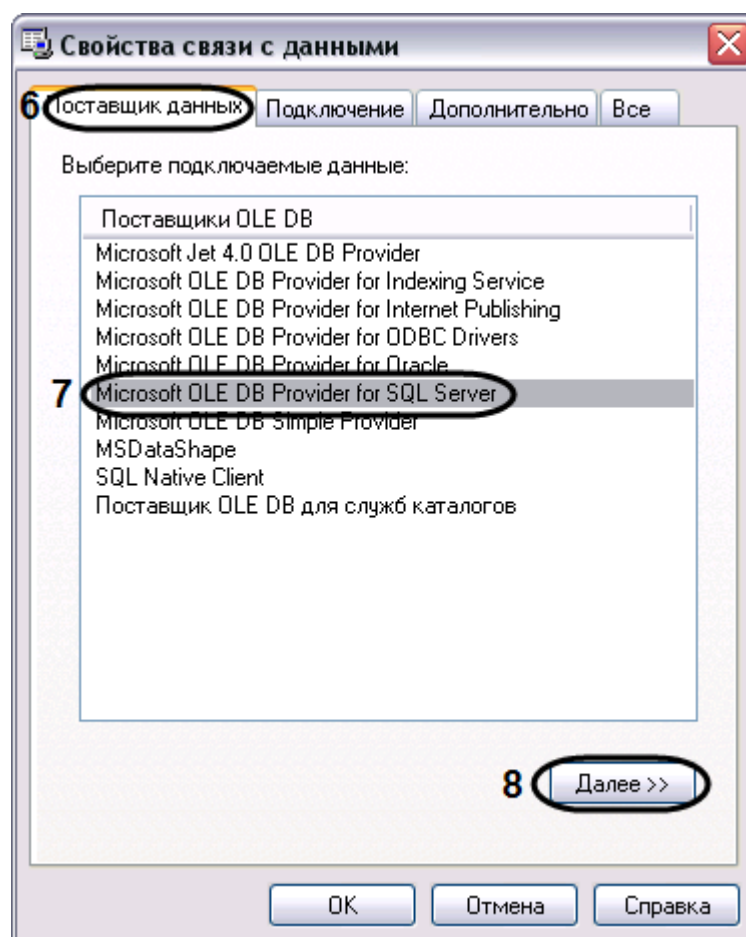 Свойства связи с данными
6 Поставщик данных Подключение Дополнительно Все
Выберите подключаемые данные:
Поставщики OLE DB
Microsoft Jet 4.0 OLE DB Provider
Microsoft OLE DB Provider for Indexing Service
Microsoft OLE DB Provider for Internet Publishing
Microsoft OLE DB Provider for ODBC Drivers
Microsoft OLE DB Provider for Oracle
7 Microsoft OLE DB Provider for SQL Server
Microsoft OLE DB Simple Provider
MSDataShape
SQL Native Client
Поставщик OLE DB для служб каталогов
8 Далее >>
OK Отмена Справка